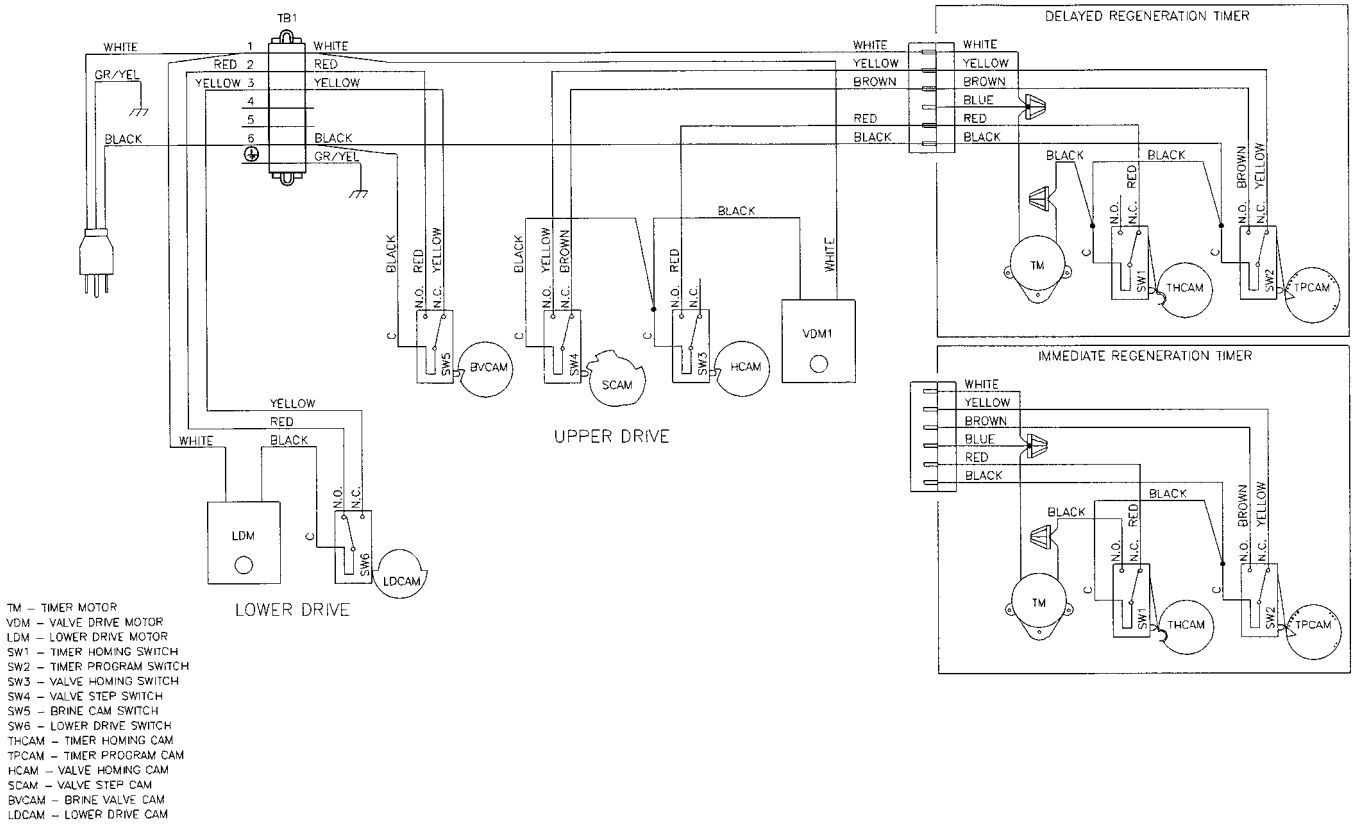 TB1
WHITE
1
WHITE
RED 2
RED
GR/YEL
YELLOW 3
YELLOW
4
5
BLACK
6
BLACK
GR/YEL
WHITE
YELLOW
BROWN
RED
BLACK
DELAYED REGENERATION TIMER
WHITE
YELLOW
BROWN
BLUE
RED
BLACK
BLACK
BLACK
N.O.
N.C. RED
N.O. BROWN
N.C. YELLOW
C
C
TM
SW1
THCAM
SW2
TPCAM
BLACK
N.O. RED
N.C. YELLOW
C
SW5
BVCAM
BLACK
N.O. YELLOW
N.C. BROWN
C
SW4
SCAM
BLACK
N.O. RED
N.C.
C
SW3
HCAM
WHITE
VDM1
UPPER DRIVE
IMMEDIATE REGENERATION TIMER
WHITE
YELLOW
BROWN
BLUE
RED
BLACK
BLACK
BLACK
N.O.
N.C. RED
N.O. BROWN
N.C. YELLOW
C
C
TM
SW1
THCAM
SW2
TPCAM
YELLOW
RED
WHITE
BLACK
N.O.
N.C.
LDM
C
SW6
LDCAM
LOWER DRIVE
TM – TIMER MOTOR
VDM – VALVE DRIVE MOTOR
LDM – LOWER DRIVE MOTOR
SW1 – TIMER HOMING SWITCH
SW2 – TIMER PROGRAM SWITCH
SW3 – VALVE HOMING SWITCH
SW4 – VALVE STEP SWITCH
SW5 – BRINE CAM SWITCH
SW6 – LOWER DRIVE SWITCH
THCAM – TIMER HOMING CAM
TPCAM – TIMER PROGRAM CAM
HCAM – VALVE HOMING CAM
SCAM – VALVE STEP CAM
BVCAM – BRINE VALVE CAM
LDCAM – LOWER DRIVE CAM